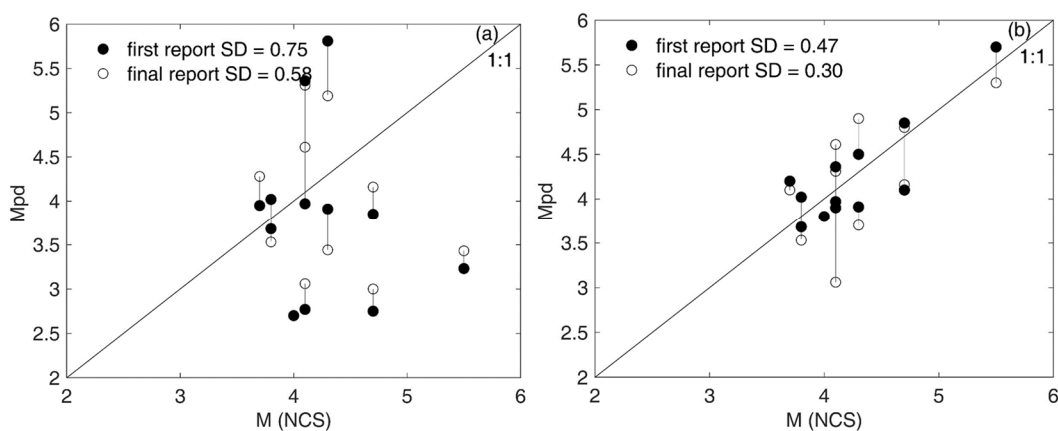 6
5.5
5
4.5
4
3.5
3
2.5
2
Mpd
2 3 4 5 6
M (NCS)
first report SD = 0.75
final report SD = 0.58
(a)
1:1
6
5.5
5
4.5
4
3.5
3
2.5
2
Mpd
2 3 4 5 6
M (NCS)
first report SD = 0.47
final report SD = 0.30
(b)
1:1